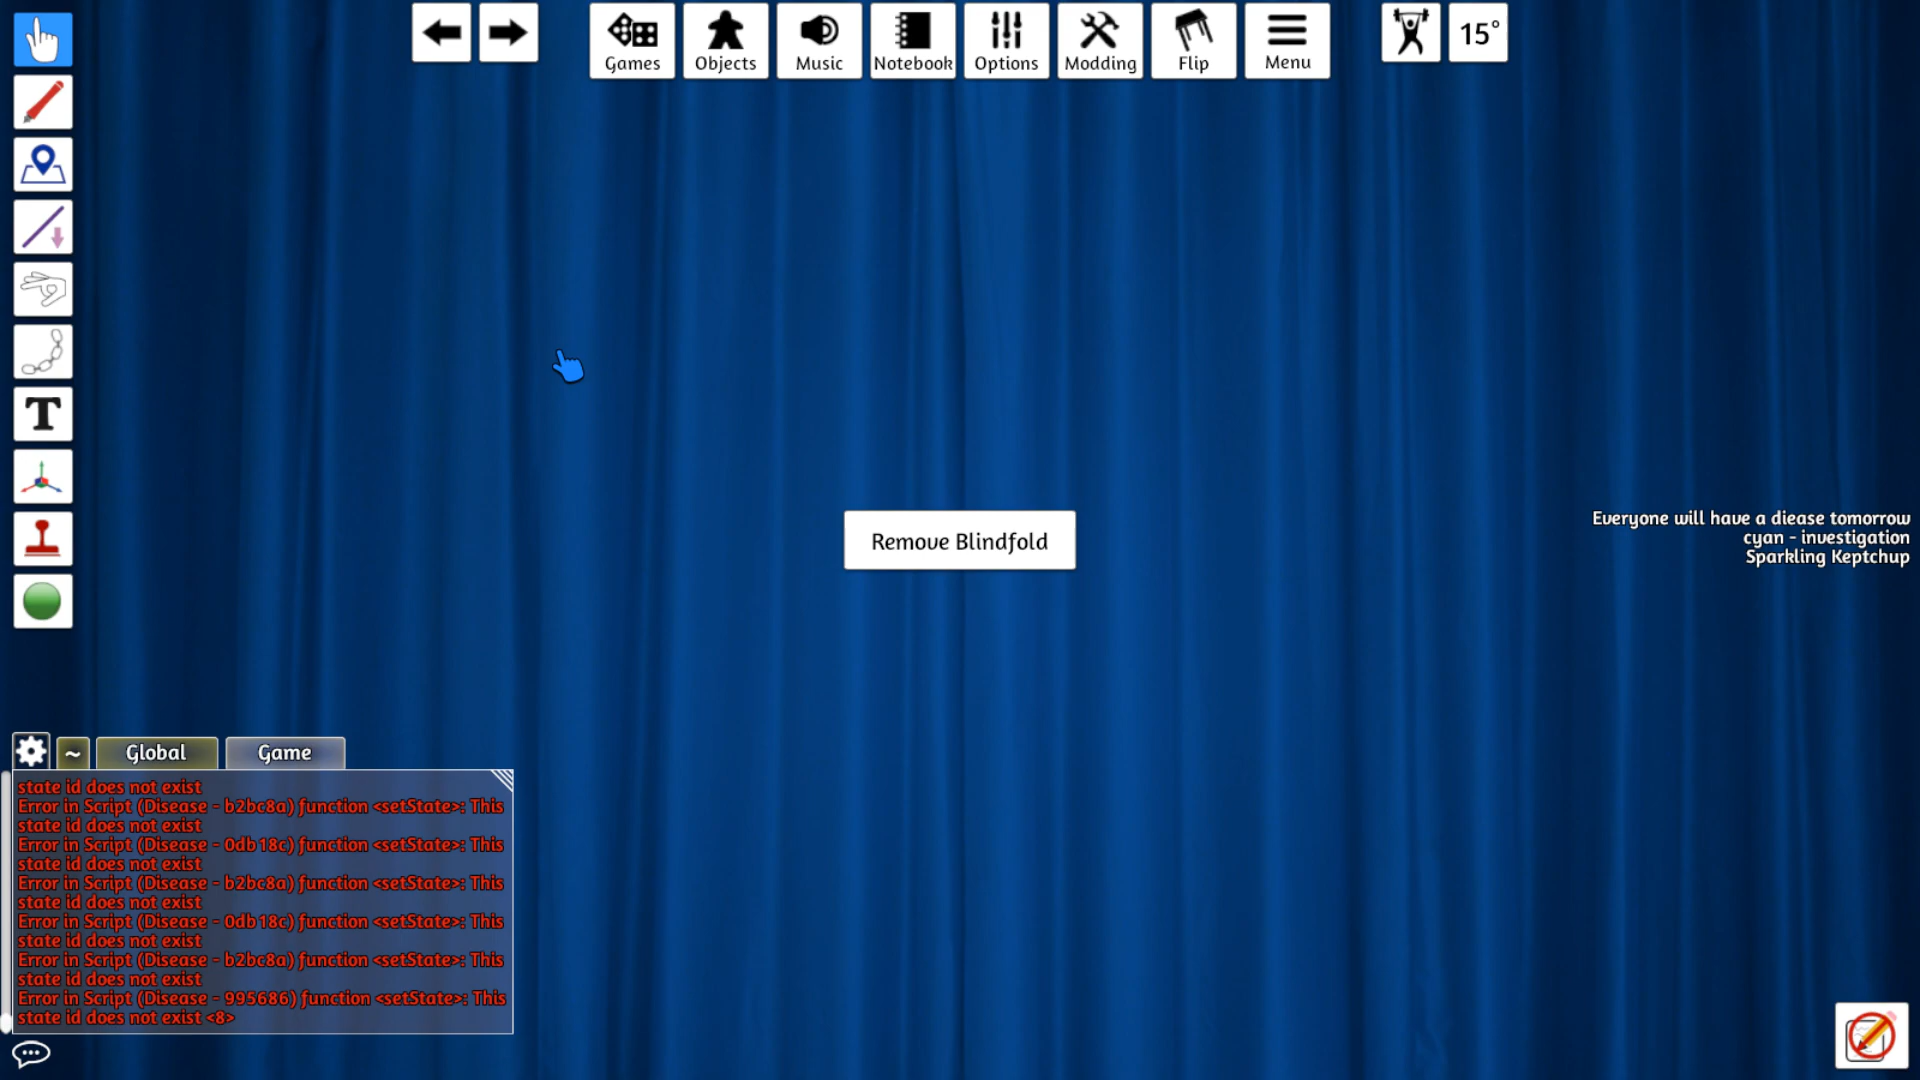 Games
Objects
Music
Notebook
Options
Modding
Flip
Menu
15°
T
Remove Blindfold
Everyone will have a diease tomorrow
cyan - investigation
Sparkling Keptchup
~
Global
Game
state id does not exist
Error in Script (Disease - b2bc8a) function <setState>: This
state id does not exist
Error in Script (Disease - 0db18c) function <setState>: This
state id does not exist
Error in Script (Disease - b2bc8a) function <setState>: This
state id does not exist
Error in Script (Disease - 0db18c) function <setState>: This
state id does not exist
Error in Script (Disease - b2bc8a) function <setState>: This
state id does not exist
Error in Script (Disease - 995686) function <setState>: This
state id does not exist <8>